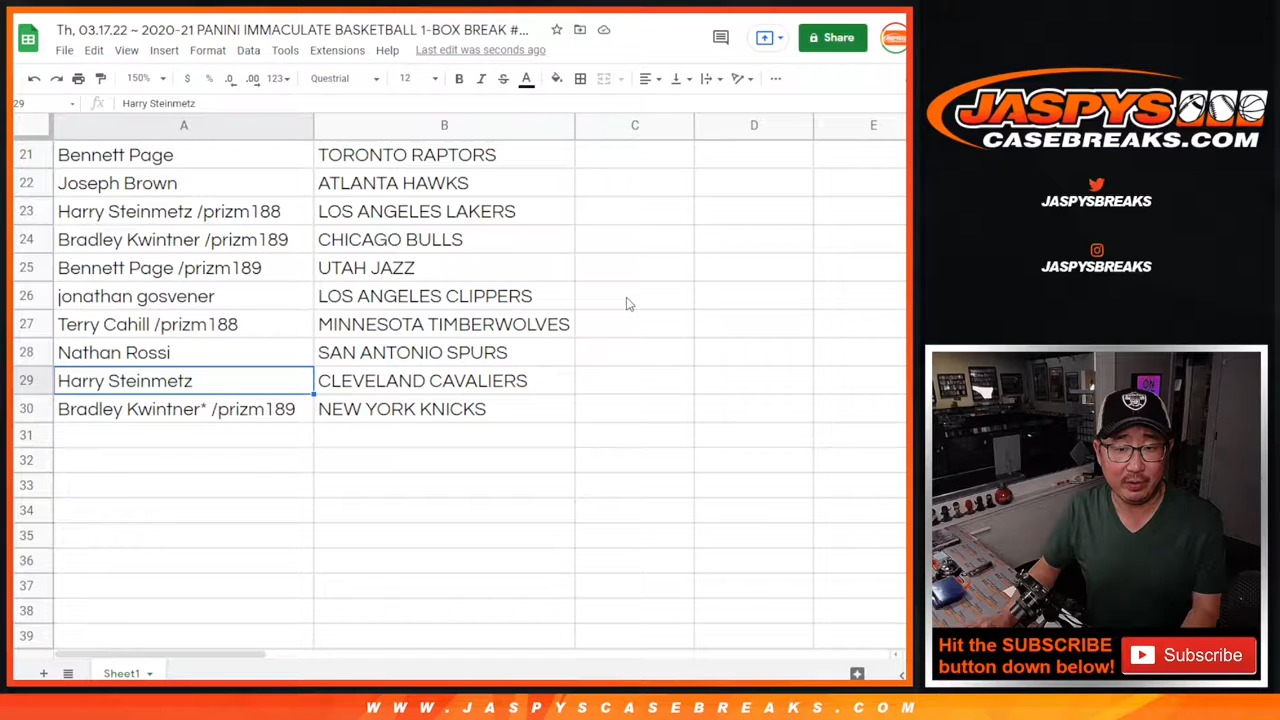 Th, 03.17.22 ~ 2020-21 PANINI IMMACULATE BASKETBALL 1-BOX BREAK #...
File Edit View Insert Format Data Tools Extensions Help Last edit was seconds ago
Share
150% $ % .0 .00 123 Questrial 12 B I S A
29 fx Harry Steinmetz
A B C D E
21 Bennett Page TORONTO RAPTORS
22 Joseph Brown ATLANTA HAWKS
23 Harry Steinmetz /prizm188 LOS ANGELES LAKERS
24 Bradley Kwintner /prizm189 CHICAGO BULLS
25 Bennett Page /prizm189 UTAH JAZZ
26 jonathan gosvener LOS ANGELES CLIPPERS
27 Terry Cahill /prizm188 MINNESOTA TIMBERWOLVES
28 Nathan Rossi SAN ANTONIO SPURS
29 Harry Steinmetz CLEVELAND CAVALIERS
30 Bradley Kwintner* /prizm189 NEW YORK KNICKS
31
32
33
34
35
36
37
38
39
Sheet1
JASPYS
CASEBREAKS.COM
JASPYSBREAKS
JASPYSBREAKS
ON
Hit the SUBSCRIBE
button down below!
Subscribe
WWW.JASPYSCASEBREAKS.COM